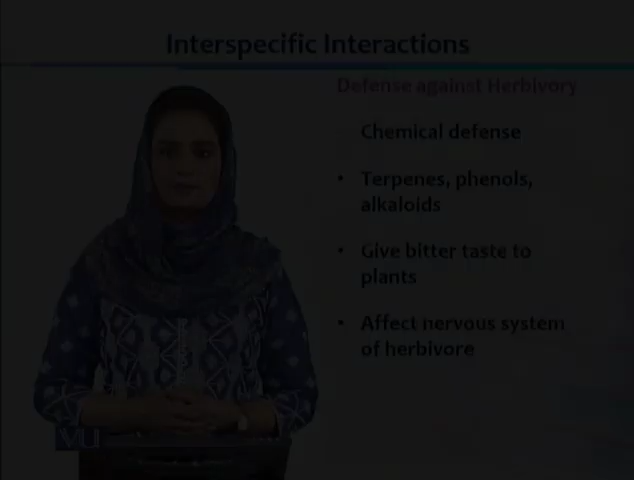 Interspecific Interactions
Defense against Herbivory
Chemical defense
• Terpenes, phenols,
alkaloids
• Give bitter taste to
plants
• Affect nervous system
of herbivore
VU